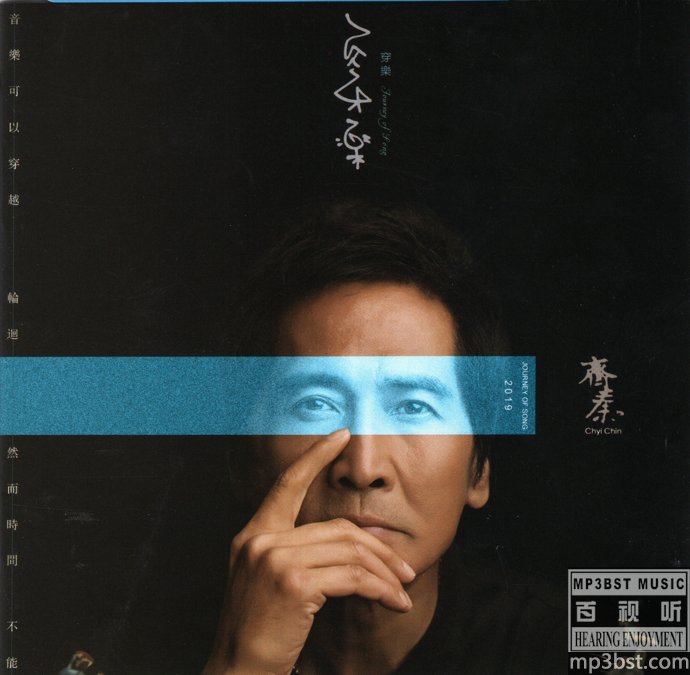 音樂可以穿越 輪迴
然而時間 不能
穿樂 Journey of Song
JOURNEY OF SONG
2019
齊秦
Chyi Chin
MP3BST MUSIC
百视听
HEARING ENJOYMENT
mp3bst.com